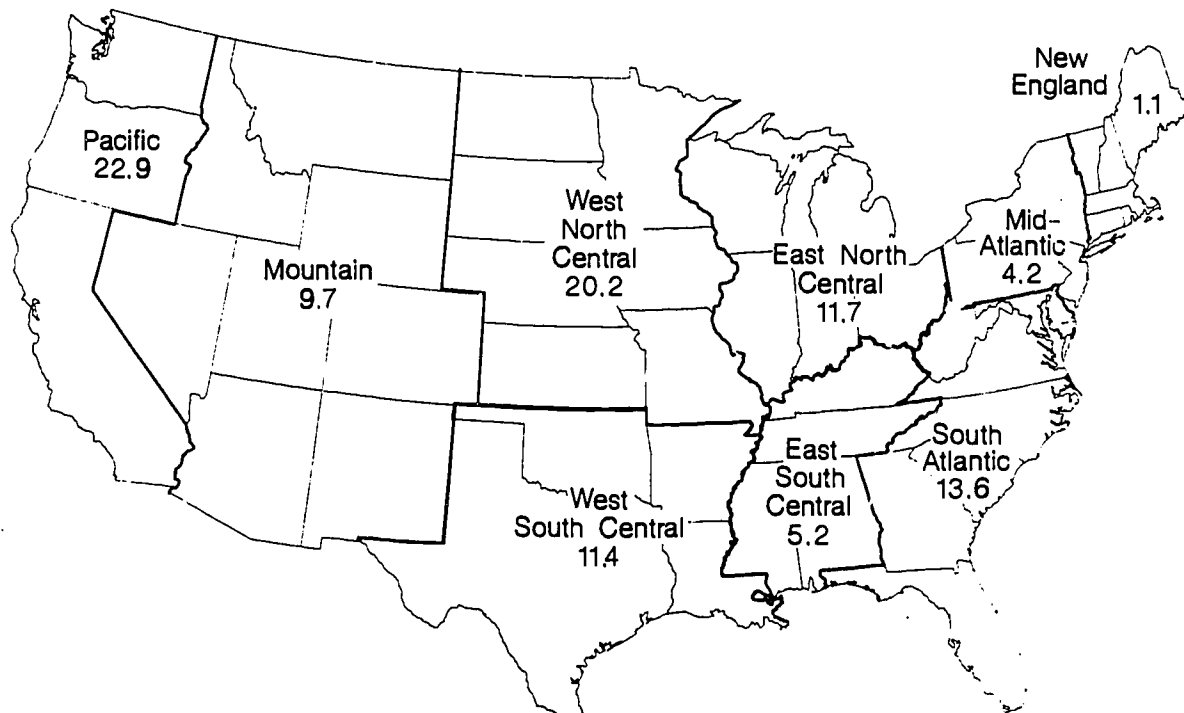 New
England
1.1
Pacific
22.9
West
North
Central
20.2
Mid-
Atlantic
4.2
Mountain
9.7
East North
Central
11.7
East
South
Central
5.2
South
Atlantic
13.6
West
South Central
11.4